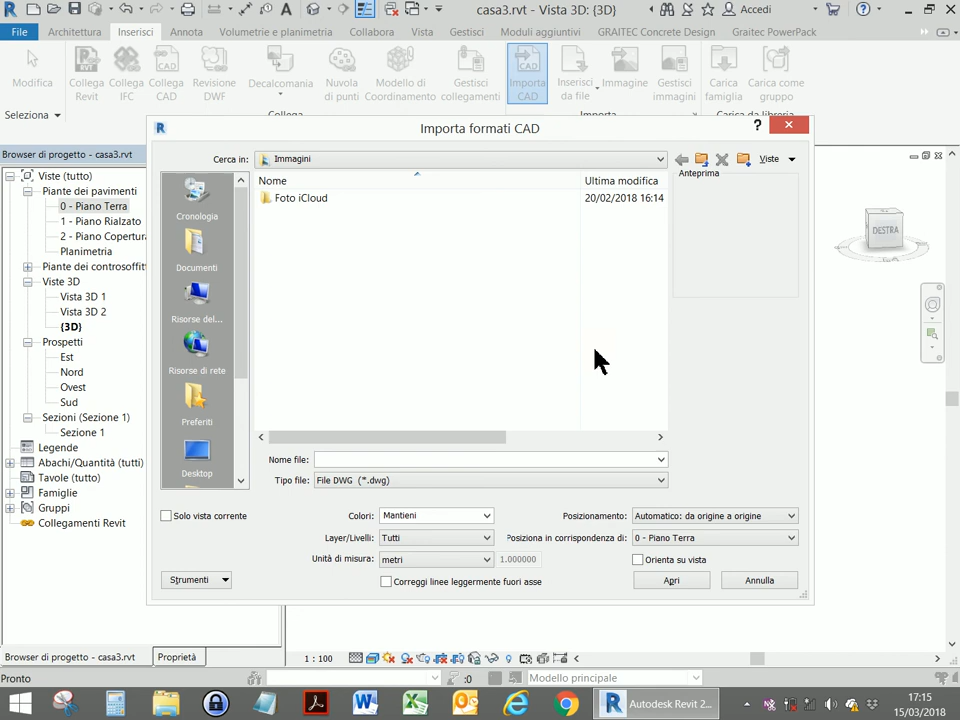 casa3.rvt - Vista 3D: {3D}
Accedi
File
Architettura
Inserisci
Annota
Volumetrie e planimetria
Collabora
Vista
Gestisci
Moduli aggiuntivi
GRAITEC Concrete Design
Graitec PowerPack
Modifica
Collega Revit
Collega IFC
Collega CAD
Revisione DWF
Decalcomania
Nuvola di punti
Modello di Coordinamento
Gestisci collegamenti
Importa CAD
Inserisci da file
Immagine
Gestisci immagini
Carica famiglia
Carica come gruppo
Seleziona
Collega
Importa
Carica da libreria
Importa formati CAD
?
Browser di progetto - casa3.rvt
Viste (tutto)
Piante dei pavimenti
0 - Piano Terra
1 - Piano Rialzato
2 - Piano Copertura
Planimetria
Piante dei controsoffitti
Viste 3D
Vista 3D 1
Vista 3D 2
{3D}
Prospetti
Est
Nord
Ovest
Sud
Sezioni (Sezione 1)
Sezione 1
Legende
Abachi/Quantità (tutti)
Tavole (tutto)
Famiglie
Gruppi
Collegamenti Revit
Cerca in:
Immagini
Viste
Nome
Ultima modifica
Anteprima
Foto iCloud
20/02/2018 16:14
Cronologia
Documenti
Risorse del...
Risorse di rete
Preferiti
Desktop
Nome file:
Tipo file:
File DWG (*.dwg)
Solo vista corrente
Colori:
Mantieni
Posizionamento:
Automatico: da origine a origine
Layer/Livelli:
Tutti
Posiziona in corrispondenza di:
0 - Piano Terra
Unità di misura:
metri
1.000000
Orienta su vista
Correggi linee leggermente fuori asse
Strumenti
Apri
Annulla
DESTRA
Browser di progetto - casa3.rvt
Proprietà
1 : 100
Pronto
:0
Modello principale
Autodesk Revit 2...
17:15
15/03/2018